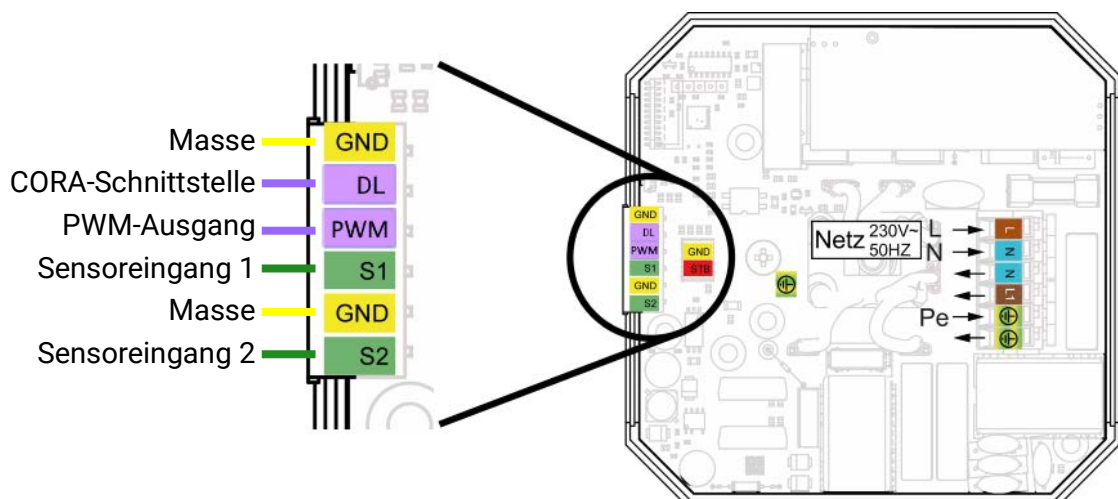 Masse
GND
CORA-Schnittstelle
DL
PWM-Ausgang
PWM
Sensoreingang 1
S1
Masse
GND
Sensoreingang 2
S2
GND
DL
PWM
S1
GND
S2
GND
STB
Netz 230V~
50HZ
L
N
Pe
L
N
N
L1